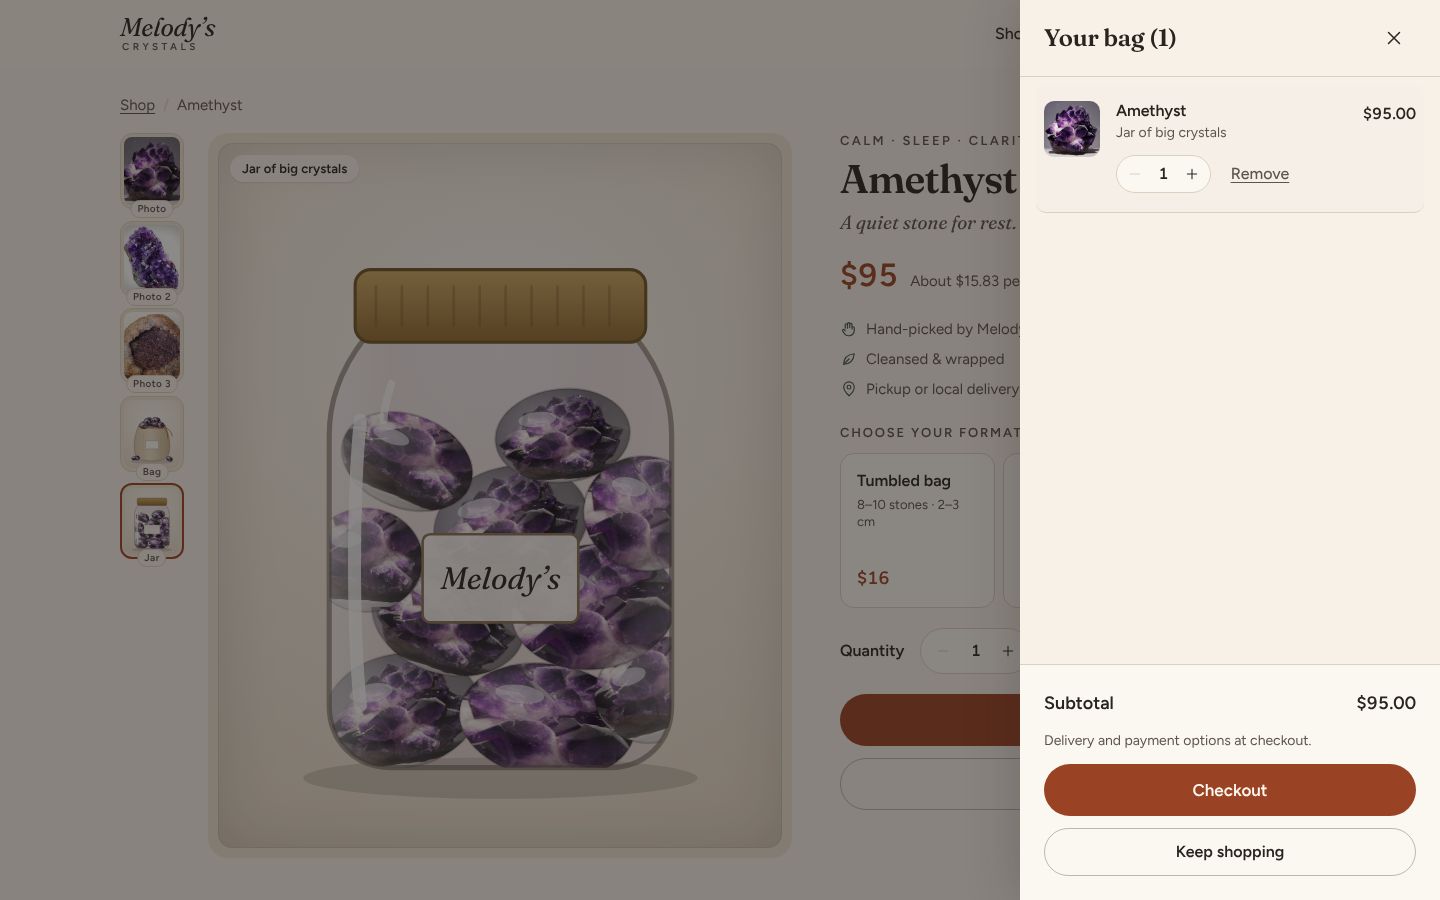 Melody's
CRYSTALS
Shop / Amethyst
Photo
Photo 2
Photo 3
Bag
Jar
Jar of big crystals
Melody's
CALM · SLEEP ·
Amethyst
A quiet stone for rest.
$95 About $15.83
Hand-picked by Melody
Cleansed & wrapped
Pickup or local delivery
CHOOSE YOUR FORMAT
Tumbled bag
8–10 stones · 2–3
cm
$16
Quantity 1
Your bag (1)
Amethyst $95.00
Jar of big crystals
1 Remove
Subtotal $95.00
Delivery and payment options at checkout.
Checkout
Keep shopping